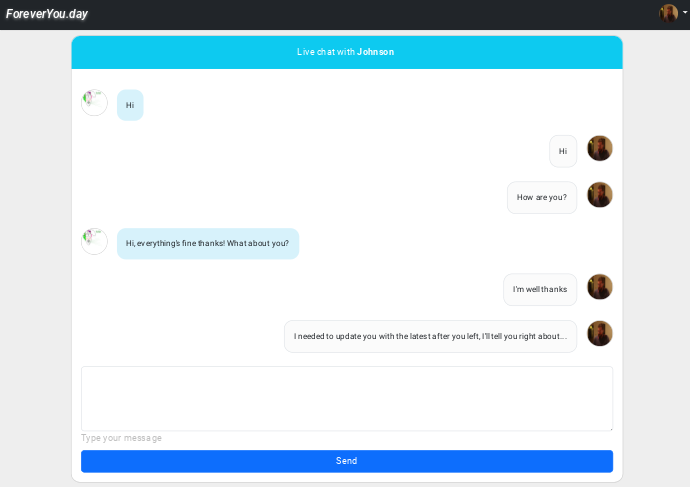 ForeverYou.day
Live chat with Johnson
Hi
Hi
How are you?
Hi, everything's fine thanks! What about you?
I'm well thanks
I needed to update you with the latest after you left, I'll tell you right about....
Type your message
Send